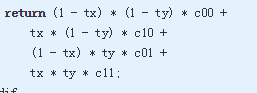 return (1 - tx) * (1 - ty) * c00 +
tx * (1 - ty) * c10 +
(1 - tx) * ty * c01 +
tx * ty * c11;